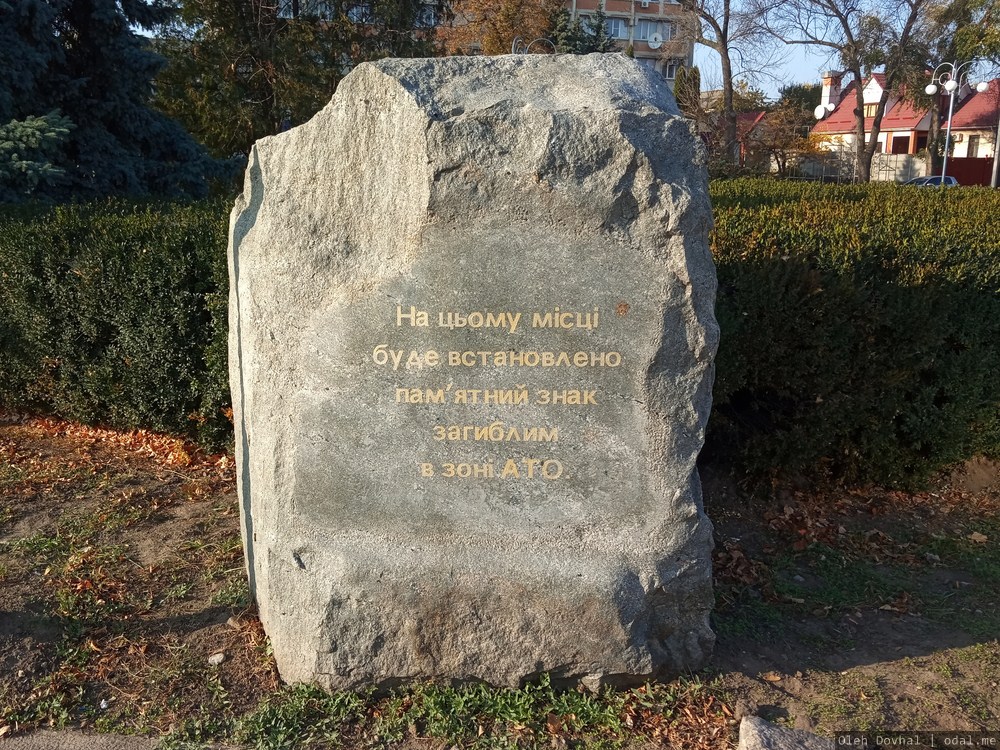 На цьому місці
буде встановлено
пам'ятний знак
загиблим
в зоні АТО.
Oleh Dovhal | odal.me